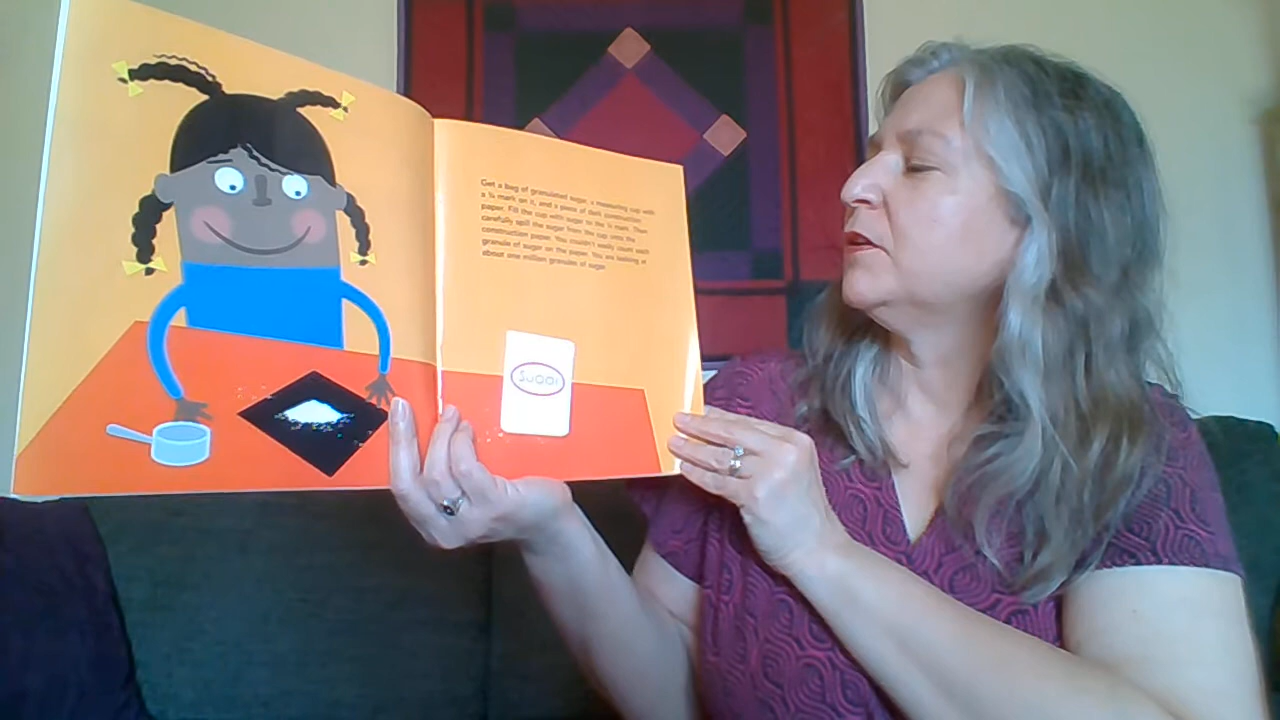 Get a bag of granulated sugar, a measuring cup with
a ¼ mark on it, and a piece of dark construction
paper. Fill the cup with sugar to the ¼ mark. Then
carefully spill the sugar from the cup onto the
construction paper. You couldn't easily count each
granule of sugar on the paper. You are looking at
about one million granules of sugar.
Sugar